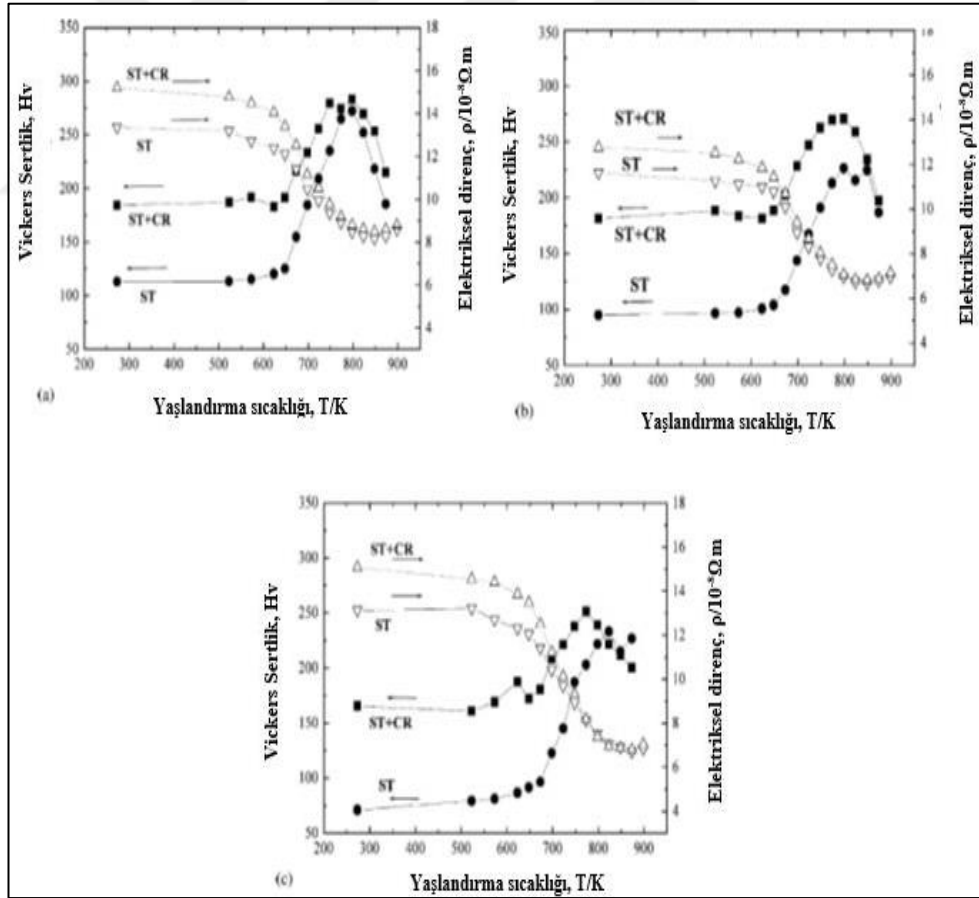 350
300
250
200
150
100
50
Vickers Sertlik, Hv
18
16
14
12
10
8
6
4
Elektriksel direnç, ρ/10⁻⁸Ω m
ST+CR
ST
ST+CR
ST
200 300 400 500 600 700 800 900
(a)
Yaşlandırma sıcaklığı, T/K
350
300
250
200
150
100
50
Vickers Sertlik, Hv
18
16
14
12
10
8
6
4
Elektriksel direnç, ρ/10⁻⁸Ω m
ST+CR
ST
ST+CR
ST
200 300 400 500 600 700 800 900
(b)
Yaşlandırma sıcaklığı, T/K
350
300
250
200
150
100
50
Vickers Sertlik, Hv
18
16
14
12
10
8
6
4
Elektriksel direnç, ρ/10⁻⁸Ω m
ST+CR
ST
ST+CR
ST
200 300 400 500 600 700 800 900
(c)
Yaşlandırma sıcaklığı, T/K